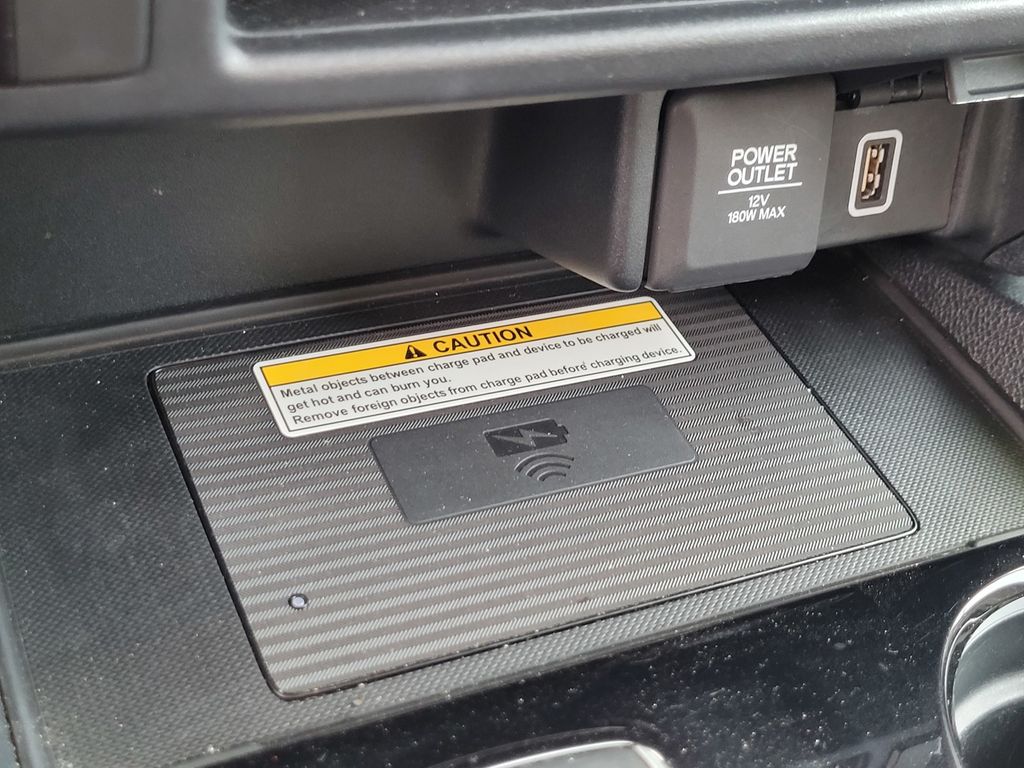 POWER
OUTLET
12V
180W MAX
CAUTION
Metal objects between charge pad and device to be charged will
get hot and can burn you.
Remove foreign objects from charge pad before charging device.